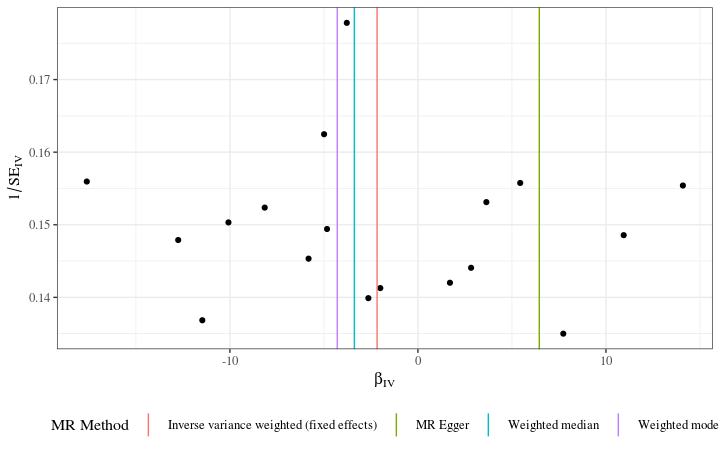 0.17
0.16
0.15
0.14
1/SE_IV
-10 0 10
β_IV
MR Method Inverse variance weighted (fixed effects) MR Egger Weighted median Weighted mode